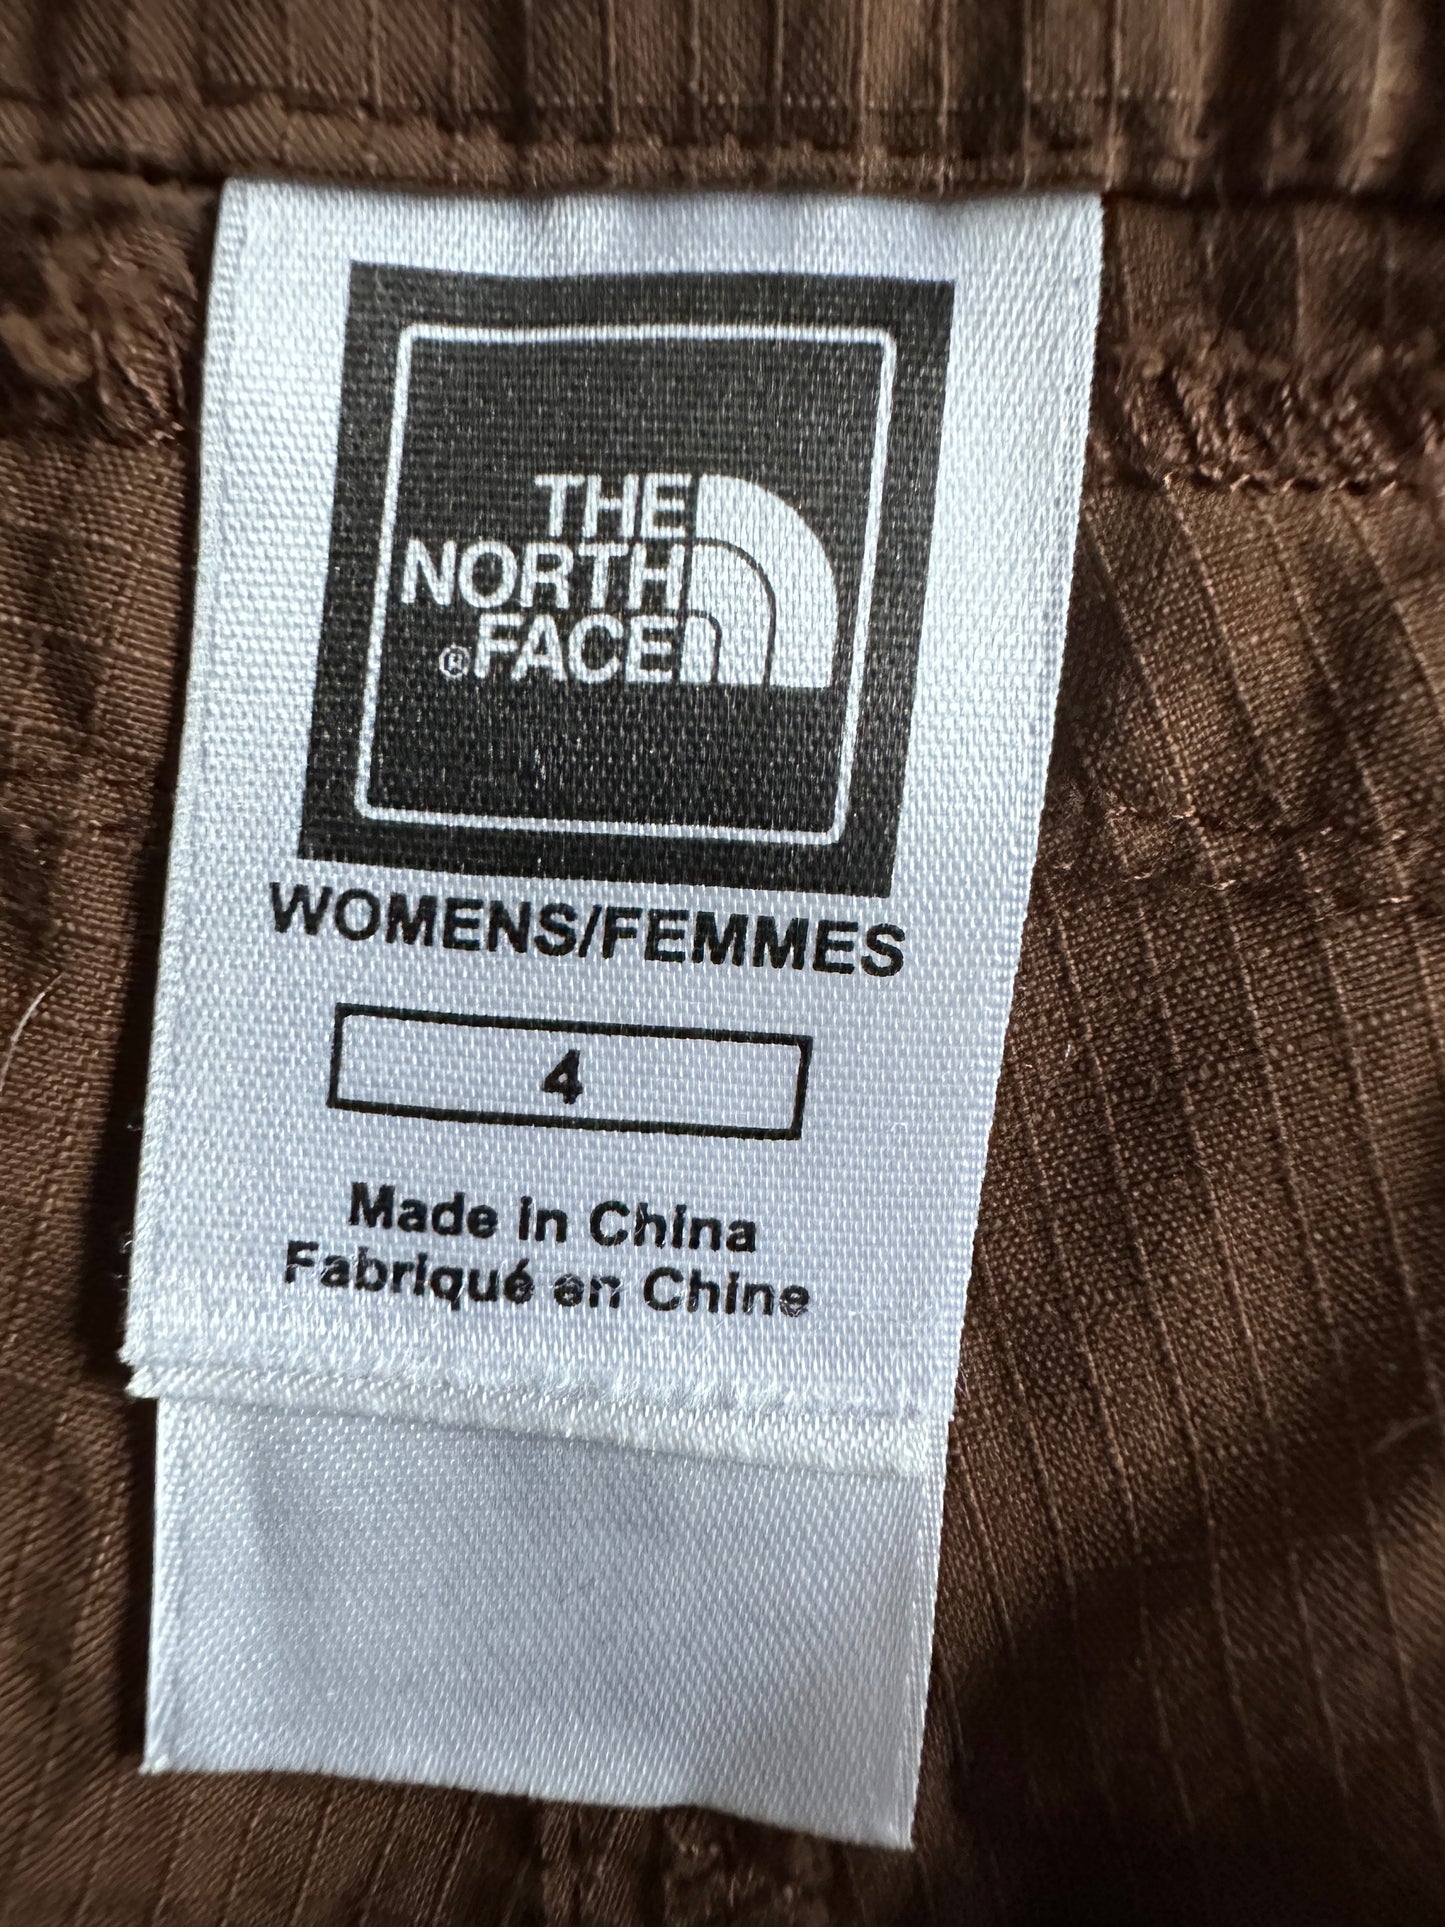 THE
NORTH
®FACE
WOMENS/FEMMES
4
Made in China
Fabriqué en Chine